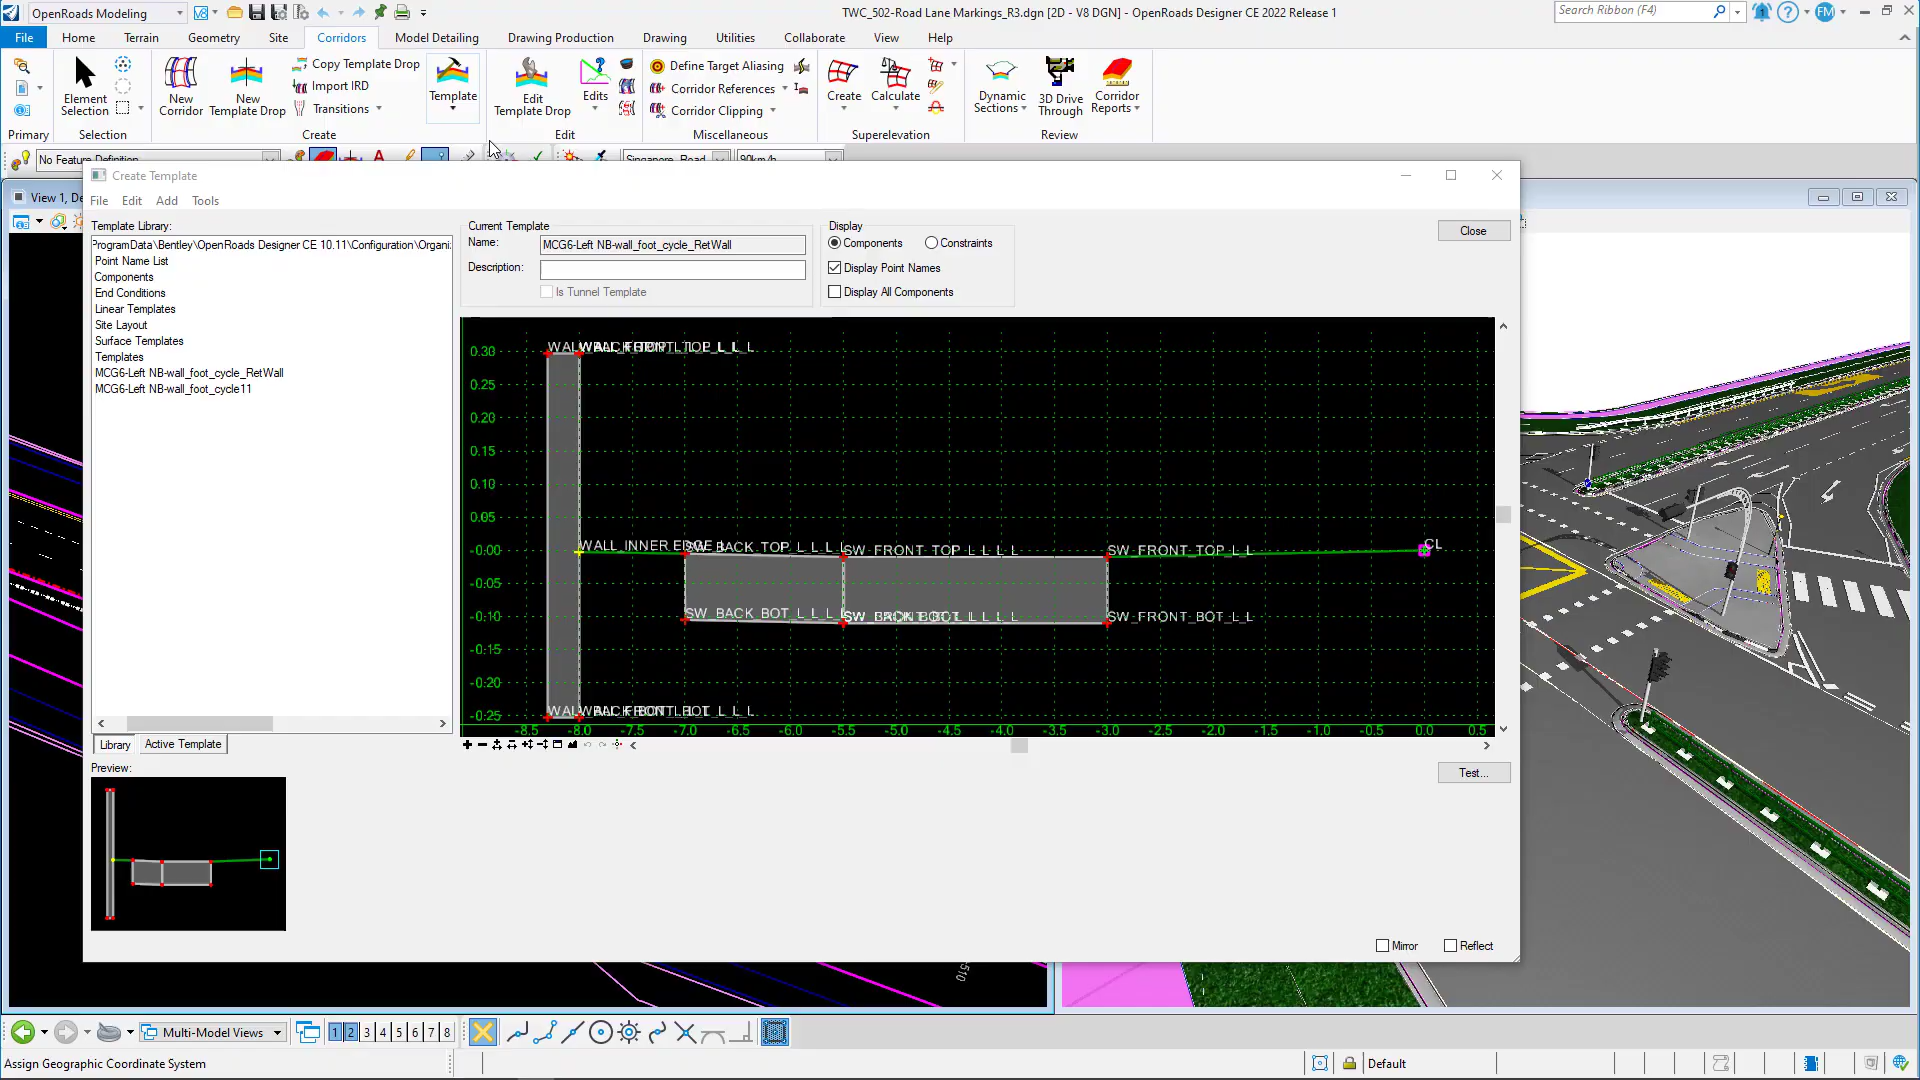 OpenRoads Modeling
TWC_502-Road Lane Markings_R3.dgn [2D - V8 DGN] - OpenRoads Designer CE 2022 Release 1
Search Ribbon (F4)
FM
File Home Terrain Geometry Site Corridors Model Detailing Drawing Production Drawing Utilities Collaborate View Help
Element Selection
New Corridor
New Template Drop
Copy Template Drop
Import IRD
Transitions
Template
Edit Template Drop
Edits
Define Target Aliasing
Corridor References
Corridor Clipping
Create
Calculate
Dynamic Sections
3D Drive Through
Corridor Reports
Primary Selection Create Edit Miscellaneous Superelevation Review
No Feature Definition
Singapore_Road
90km/h
View 1, De
Create Template
File Edit Add Tools
Template Library:
ProgramData\Bentley\OpenRoads Designer CE 10.11\Configuration\Organi
Point Name List
Components
End Conditions
Linear Templates
Site Layout
Surface Templates
Templates
MCG6-Left NB-wall_foot_cycle_RetWall
MCG6-Left NB-wall_foot_cycle11
Library Active Template
Preview:
Current Template
Name: MCG6-Left NB-wall_foot_cycle_RetWall
Description:
Is Tunnel Template
Display
Components Constraints
Display Point Names
Display All Components
Close
0.30
0.25
0.20
0.15
0.10
0.05
-0.00
-0.05
-0.10
-0.15
-0.20
-0.25
WALL INNER EDGE
SW_BACK_TOP_L_L_L_L
SW_FRONT_TOP_L_L_L_L
SW_FRONT_TOP_L_L
CL
SW_BACK_BOT_L_L_L_L
SW_FRONT_BOT_L_L
-8.5 -8.0 -7.5 -7.0 -6.5 -6.0 -5.5 -5.0 -4.5 -4.0 -3.5 -3.0 -2.5 -2.0 -1.5 -1.0 -0.5 0.0 0.5
Test...
Mirror Reflect
510
Multi-Model Views
1 2 3 4 5 6 7 8
Assign Geographic Coordinate System
Default